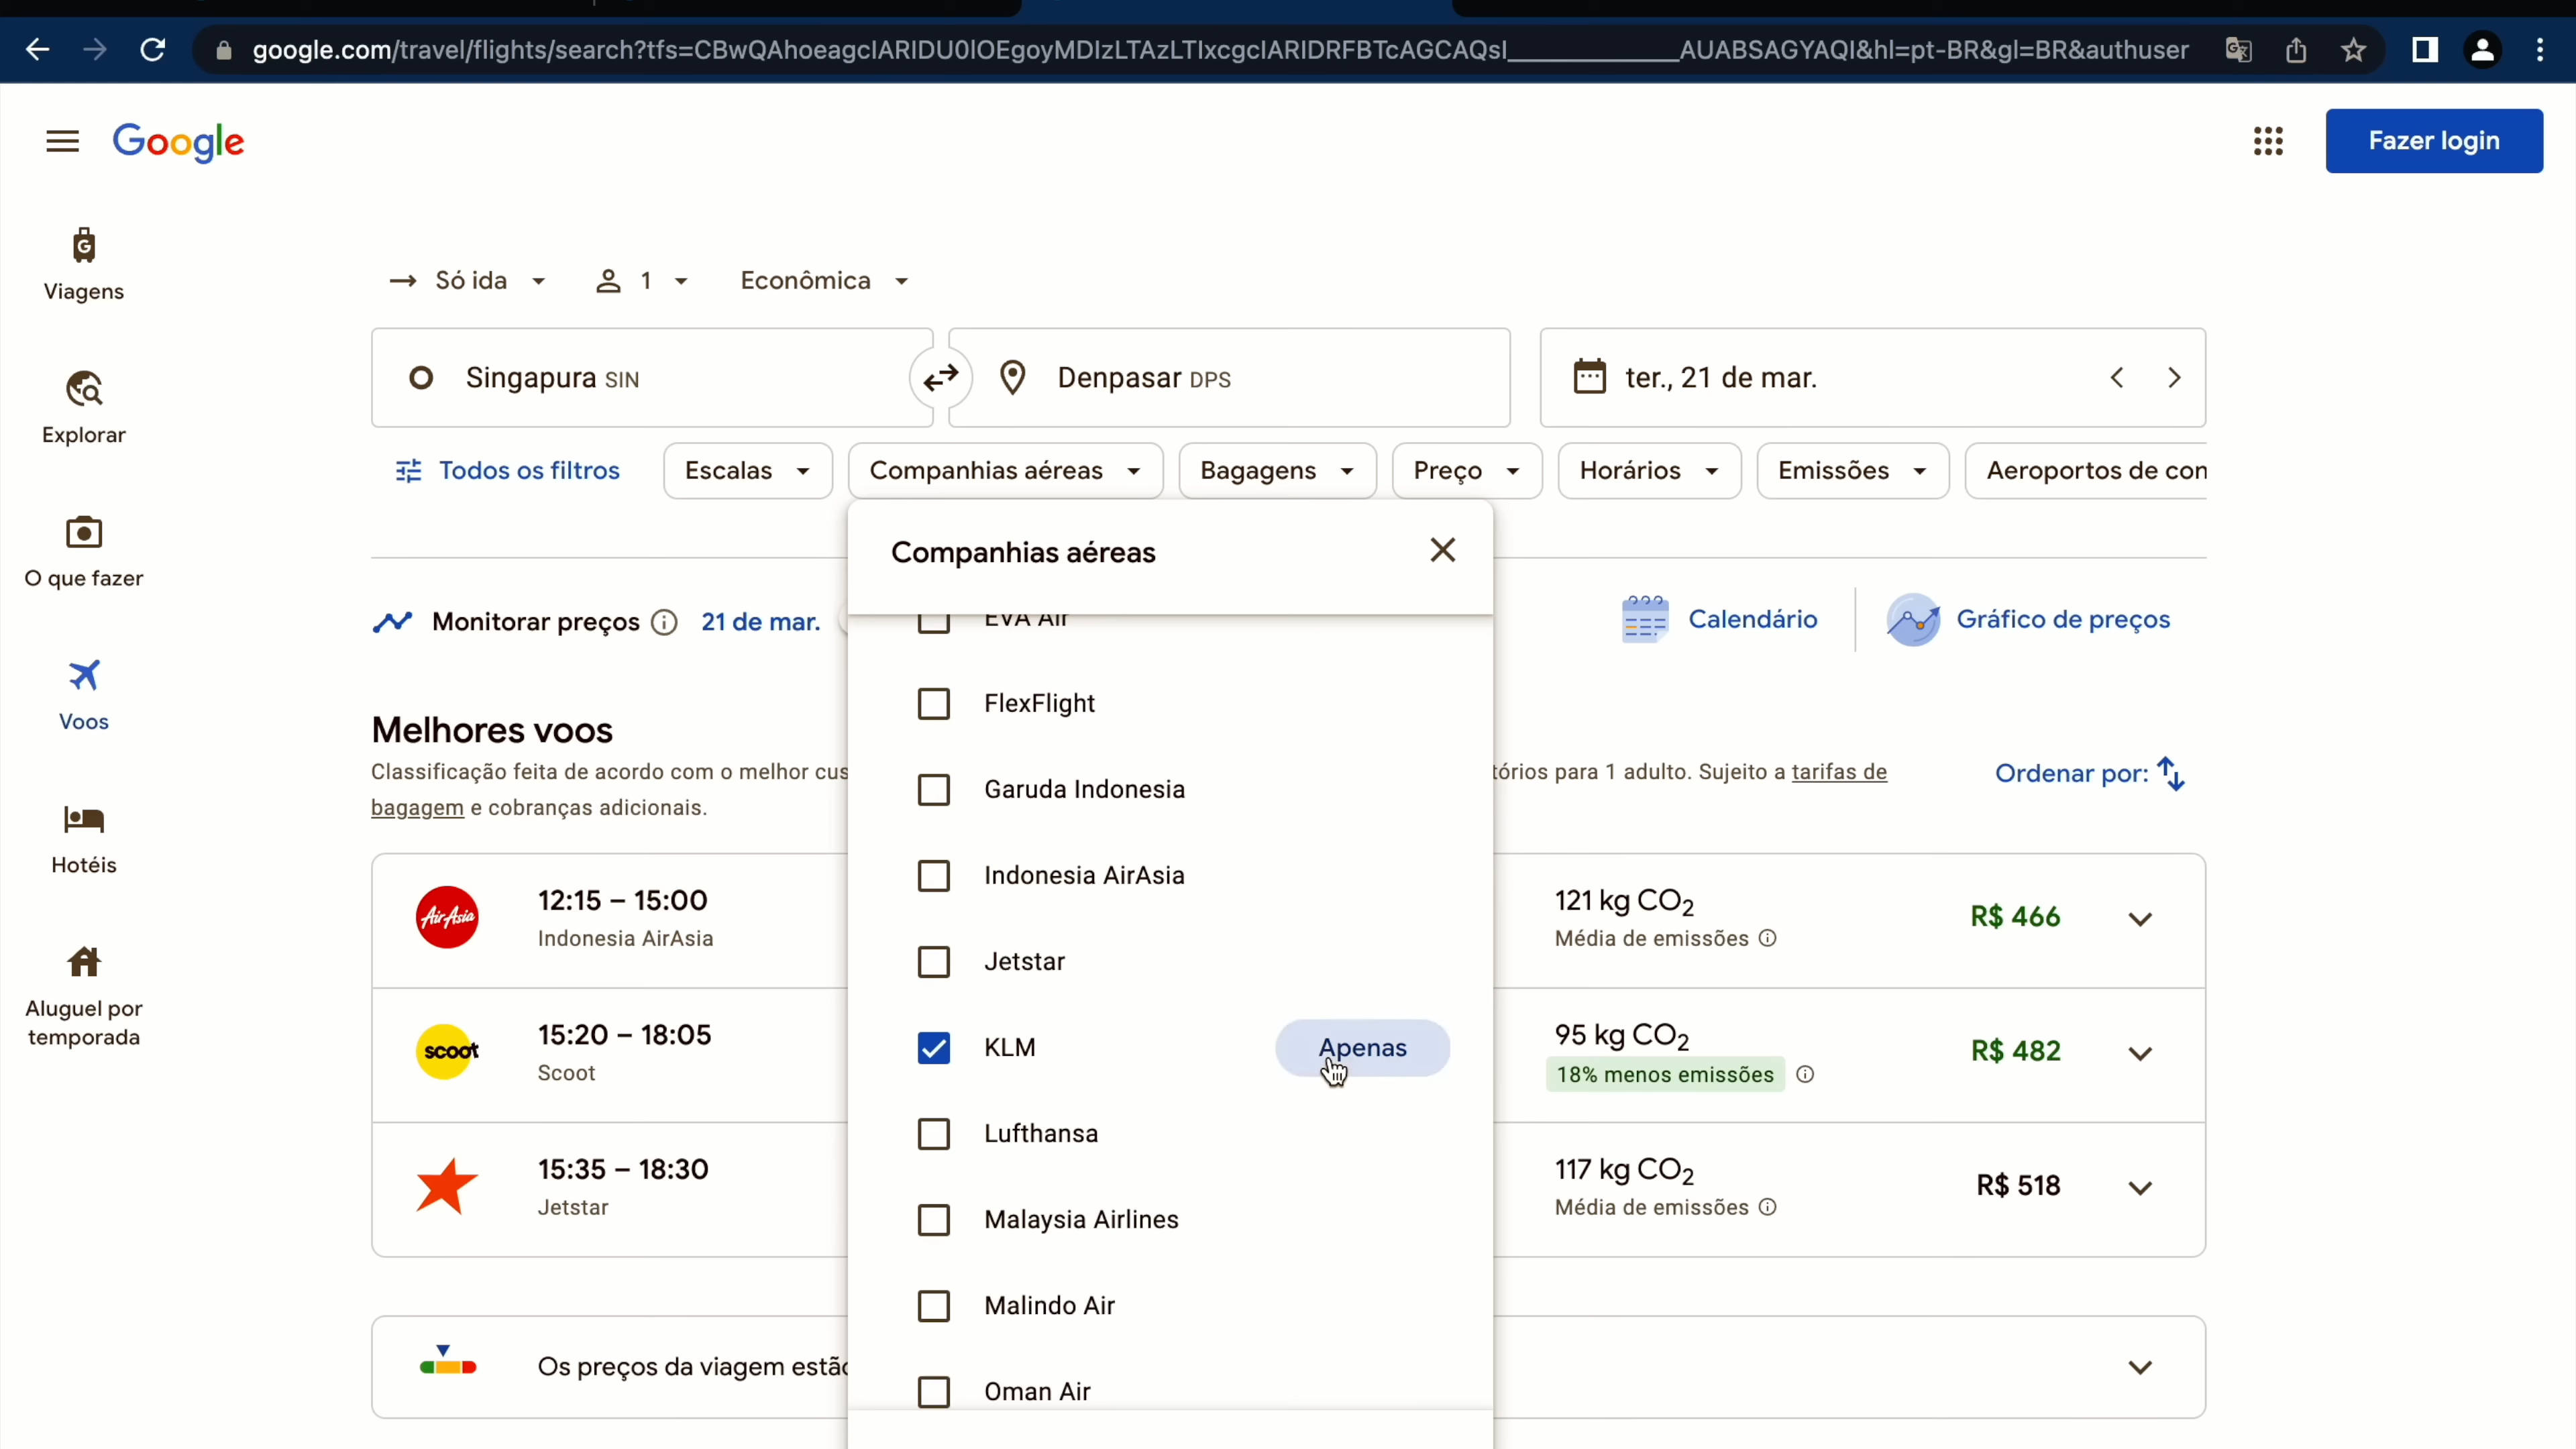 google.com/travel/flights/search?tfs=CBwQAhoeagcIARIDU0lOEgoyMDIzLTAzLTIxcgcIARIDRFBTcAGCAQsI____________AUABSAGYAQI&hl=pt-BR&gl=BR&authuser
Google
Fazer login
Viagens
Explorar
O que fazer
Voos
Hotéis
Aluguel por
temporada
Só ida
1
Econômica
Singapura SIN
Denpasar DPS
ter., 21 de mar.
Todos os filtros
Escalas
Companhias aéreas
Bagagens
Preço
Horários
Emissões
Aeroportos de con
Companhias aéreas
EVA Air
FlexFlight
Garuda Indonesia
Indonesia AirAsia
Jetstar
KLM
Apenas
Lufthansa
Malaysia Airlines
Malindo Air
Oman Air
Monitorar preços
21 de mar.
Calendário
Gráfico de preços
Melhores voos
Classificação feita de acordo com o melhor cus
tórios para 1 adulto. Sujeito a tarifas de
bagagem e cobranças adicionais.
Ordenar por:
AirAsia
12:15 – 15:00
Indonesia AirAsia
121 kg CO2
Média de emissões
R$ 466
scoot
15:20 – 18:05
Scoot
95 kg CO2
18% menos emissões
R$ 482
15:35 – 18:30
Jetstar
117 kg CO2
Média de emissões
R$ 518
Os preços da viagem estão